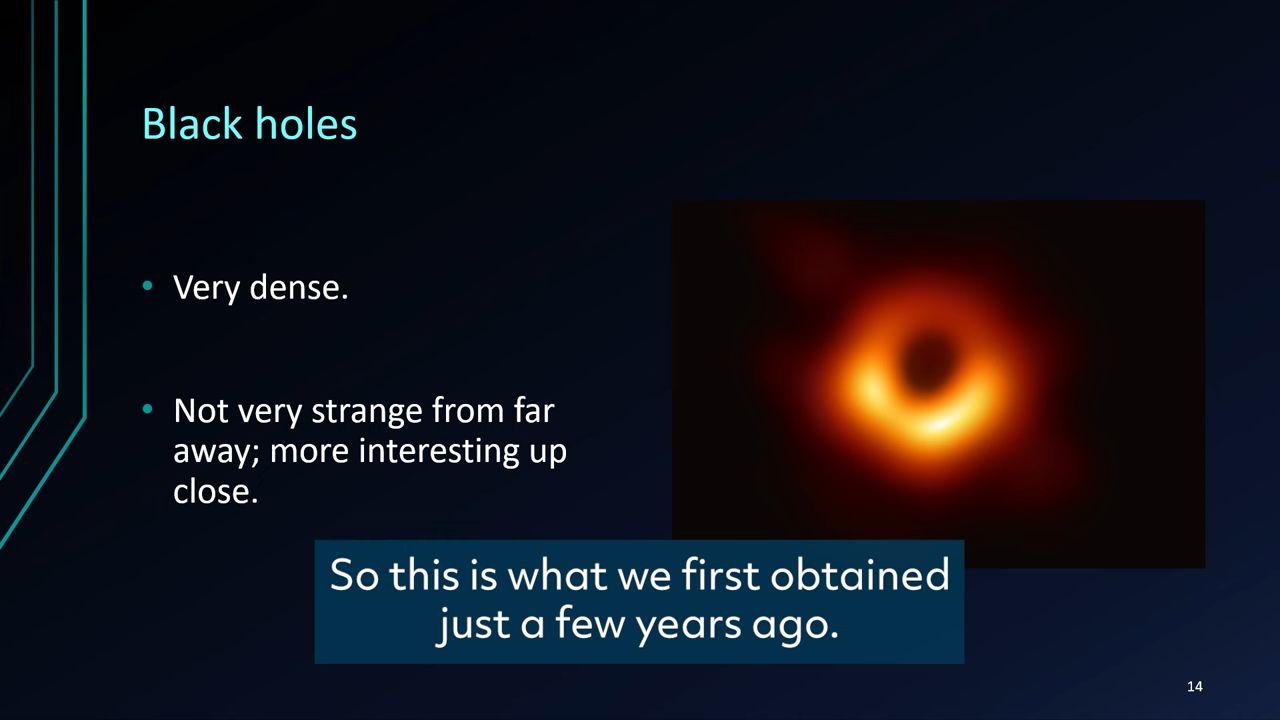 Black holes
• Very dense.
• Not very strange from far
away; more interesting up
close.
So this is what we first obtained
just a few years ago.
14